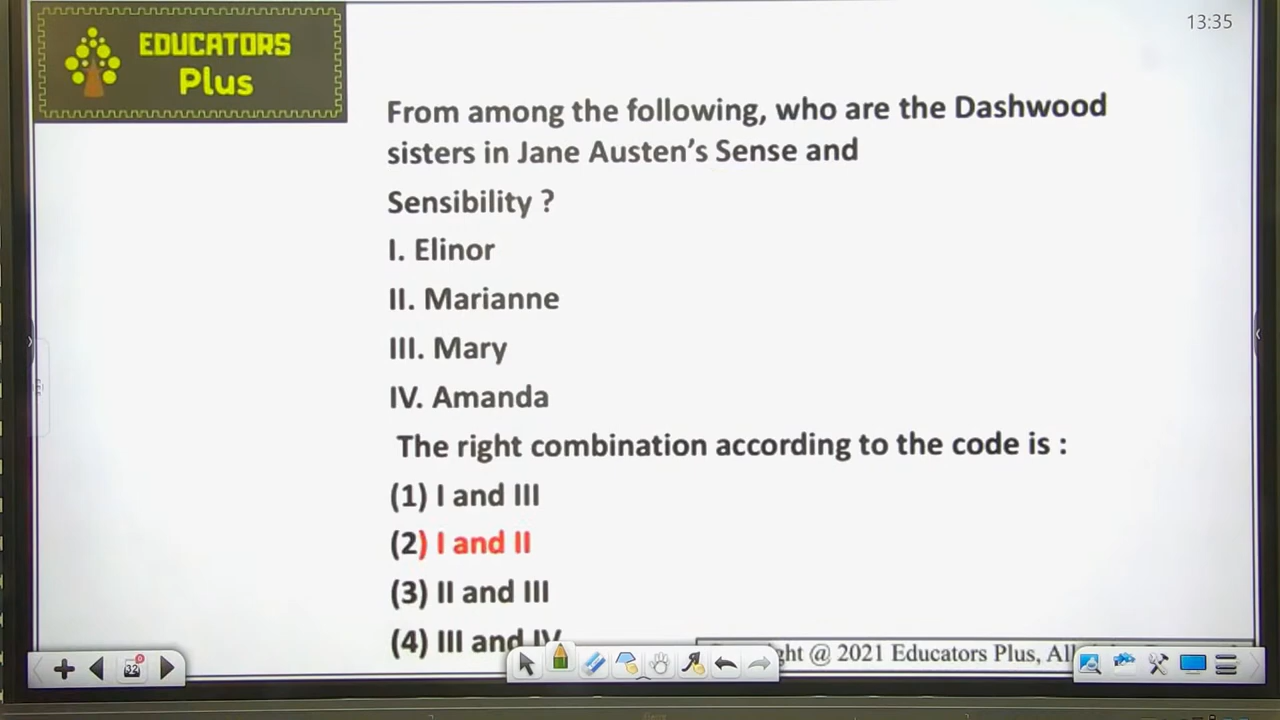 EDUCATORS
Plus
13:35
From among the following, who are the Dashwood
sisters in Jane Austen's Sense and
Sensibility ?
I. Elinor
II. Marianne
III. Mary
IV. Amanda
The right combination according to the code is :
(1) I and III
(2) I and II
(3) II and III
(4) III and IV
32
@ 2021 Educators Plus,